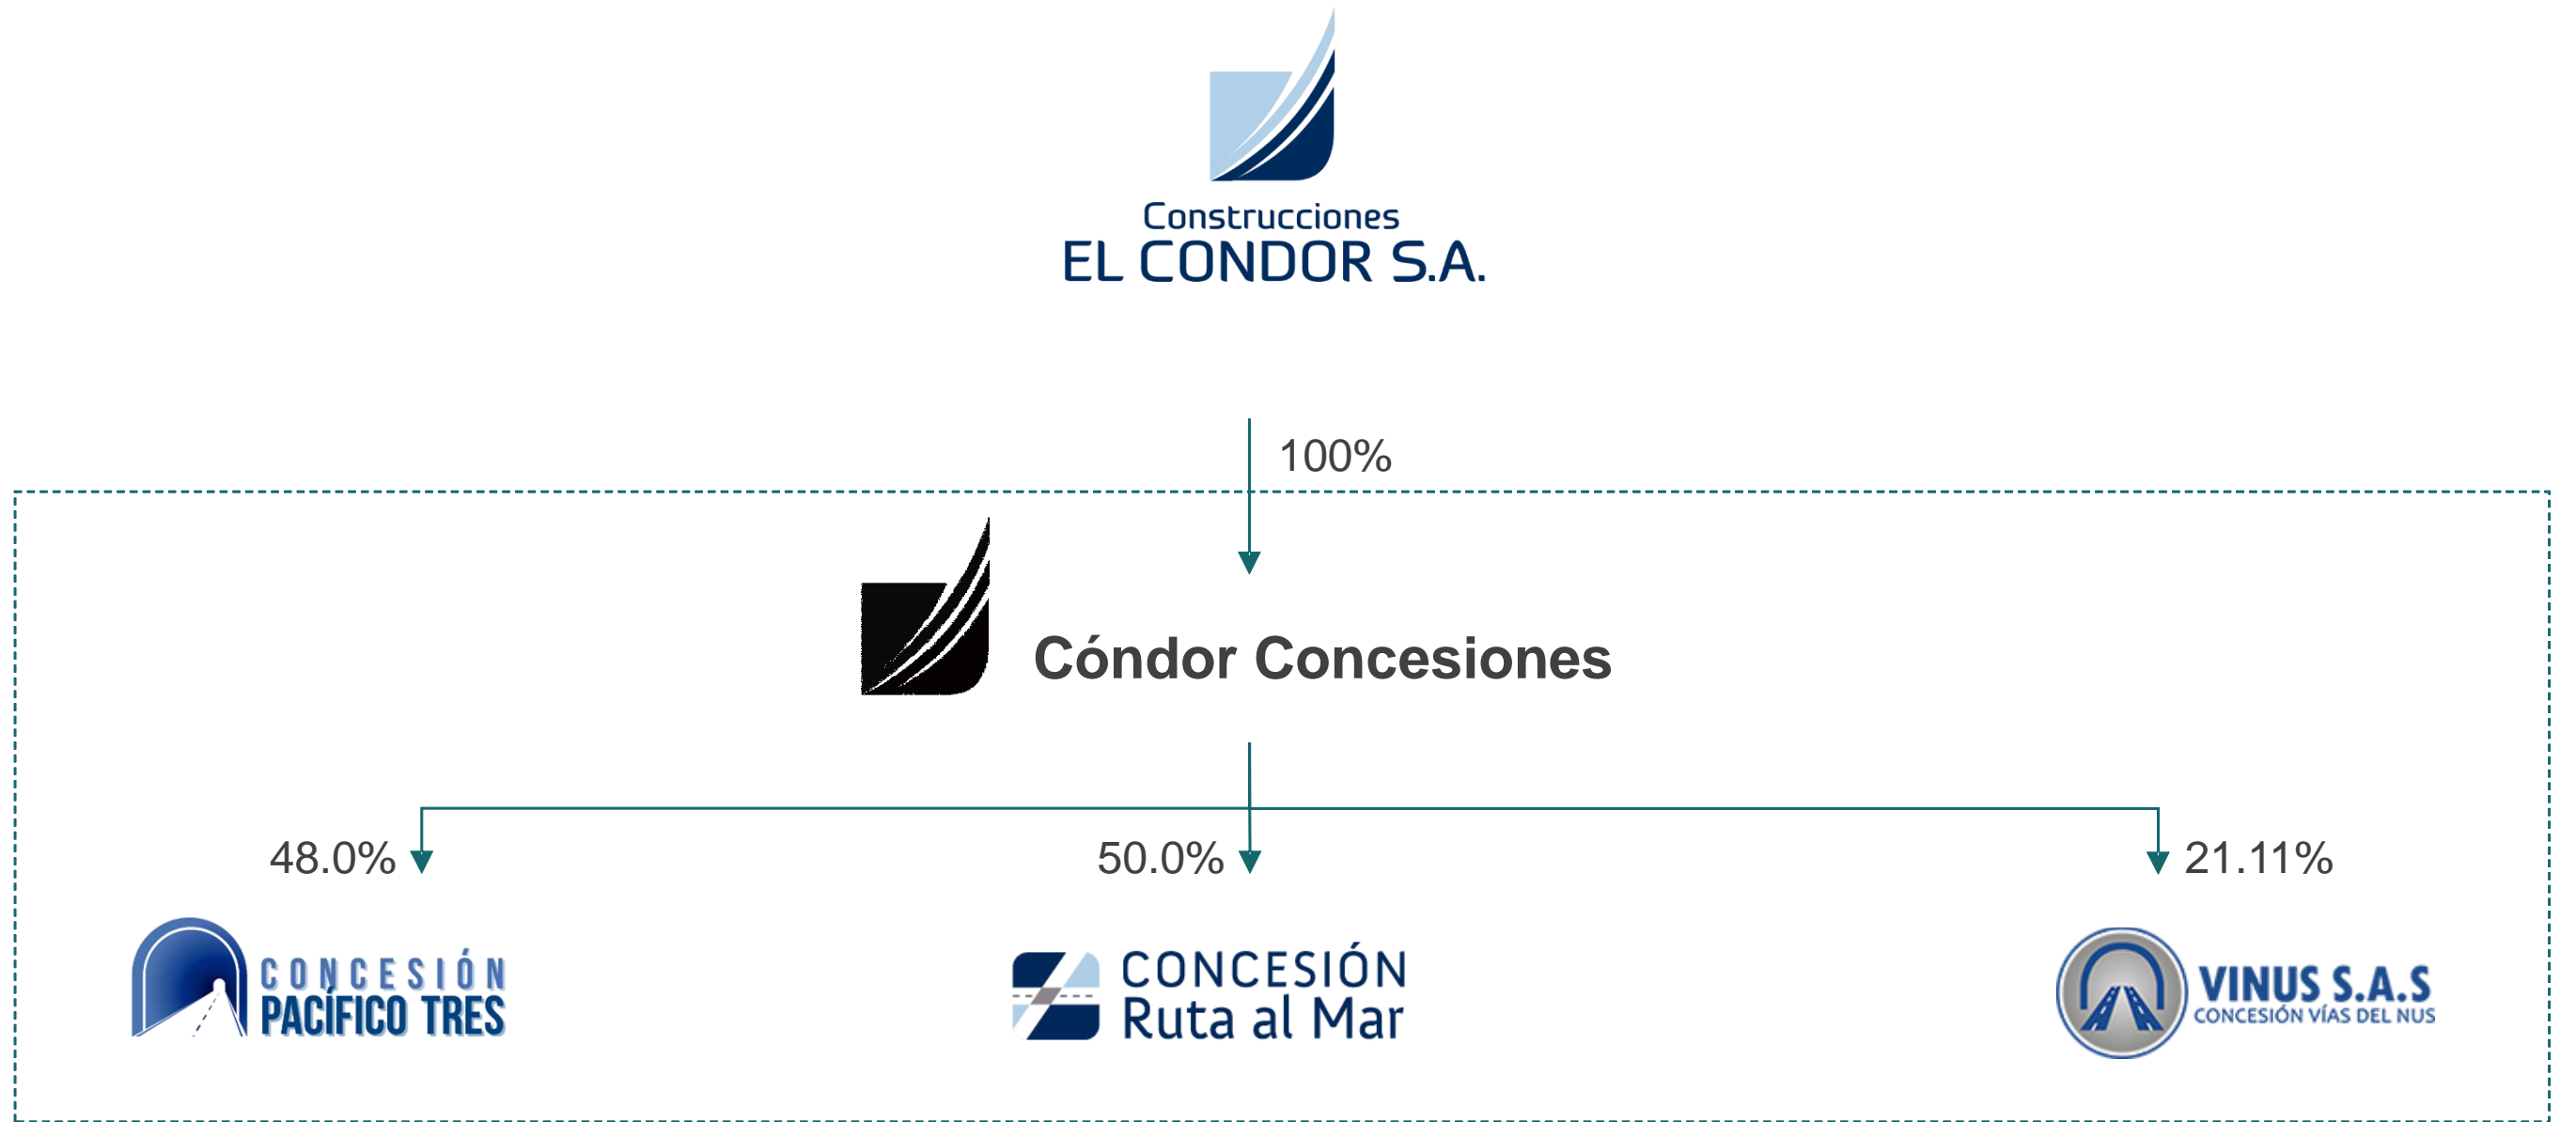 Construcciones
EL CONDOR S.A.
100%
Cóndor Concesiones
48.0%
50.0%
21.11%
CONCESIÓN
PACÍFICO TRES
CONCESIÓN
Ruta al Mar
VINUS S.A.S
CONCESIÓN VÍAS DEL NUS